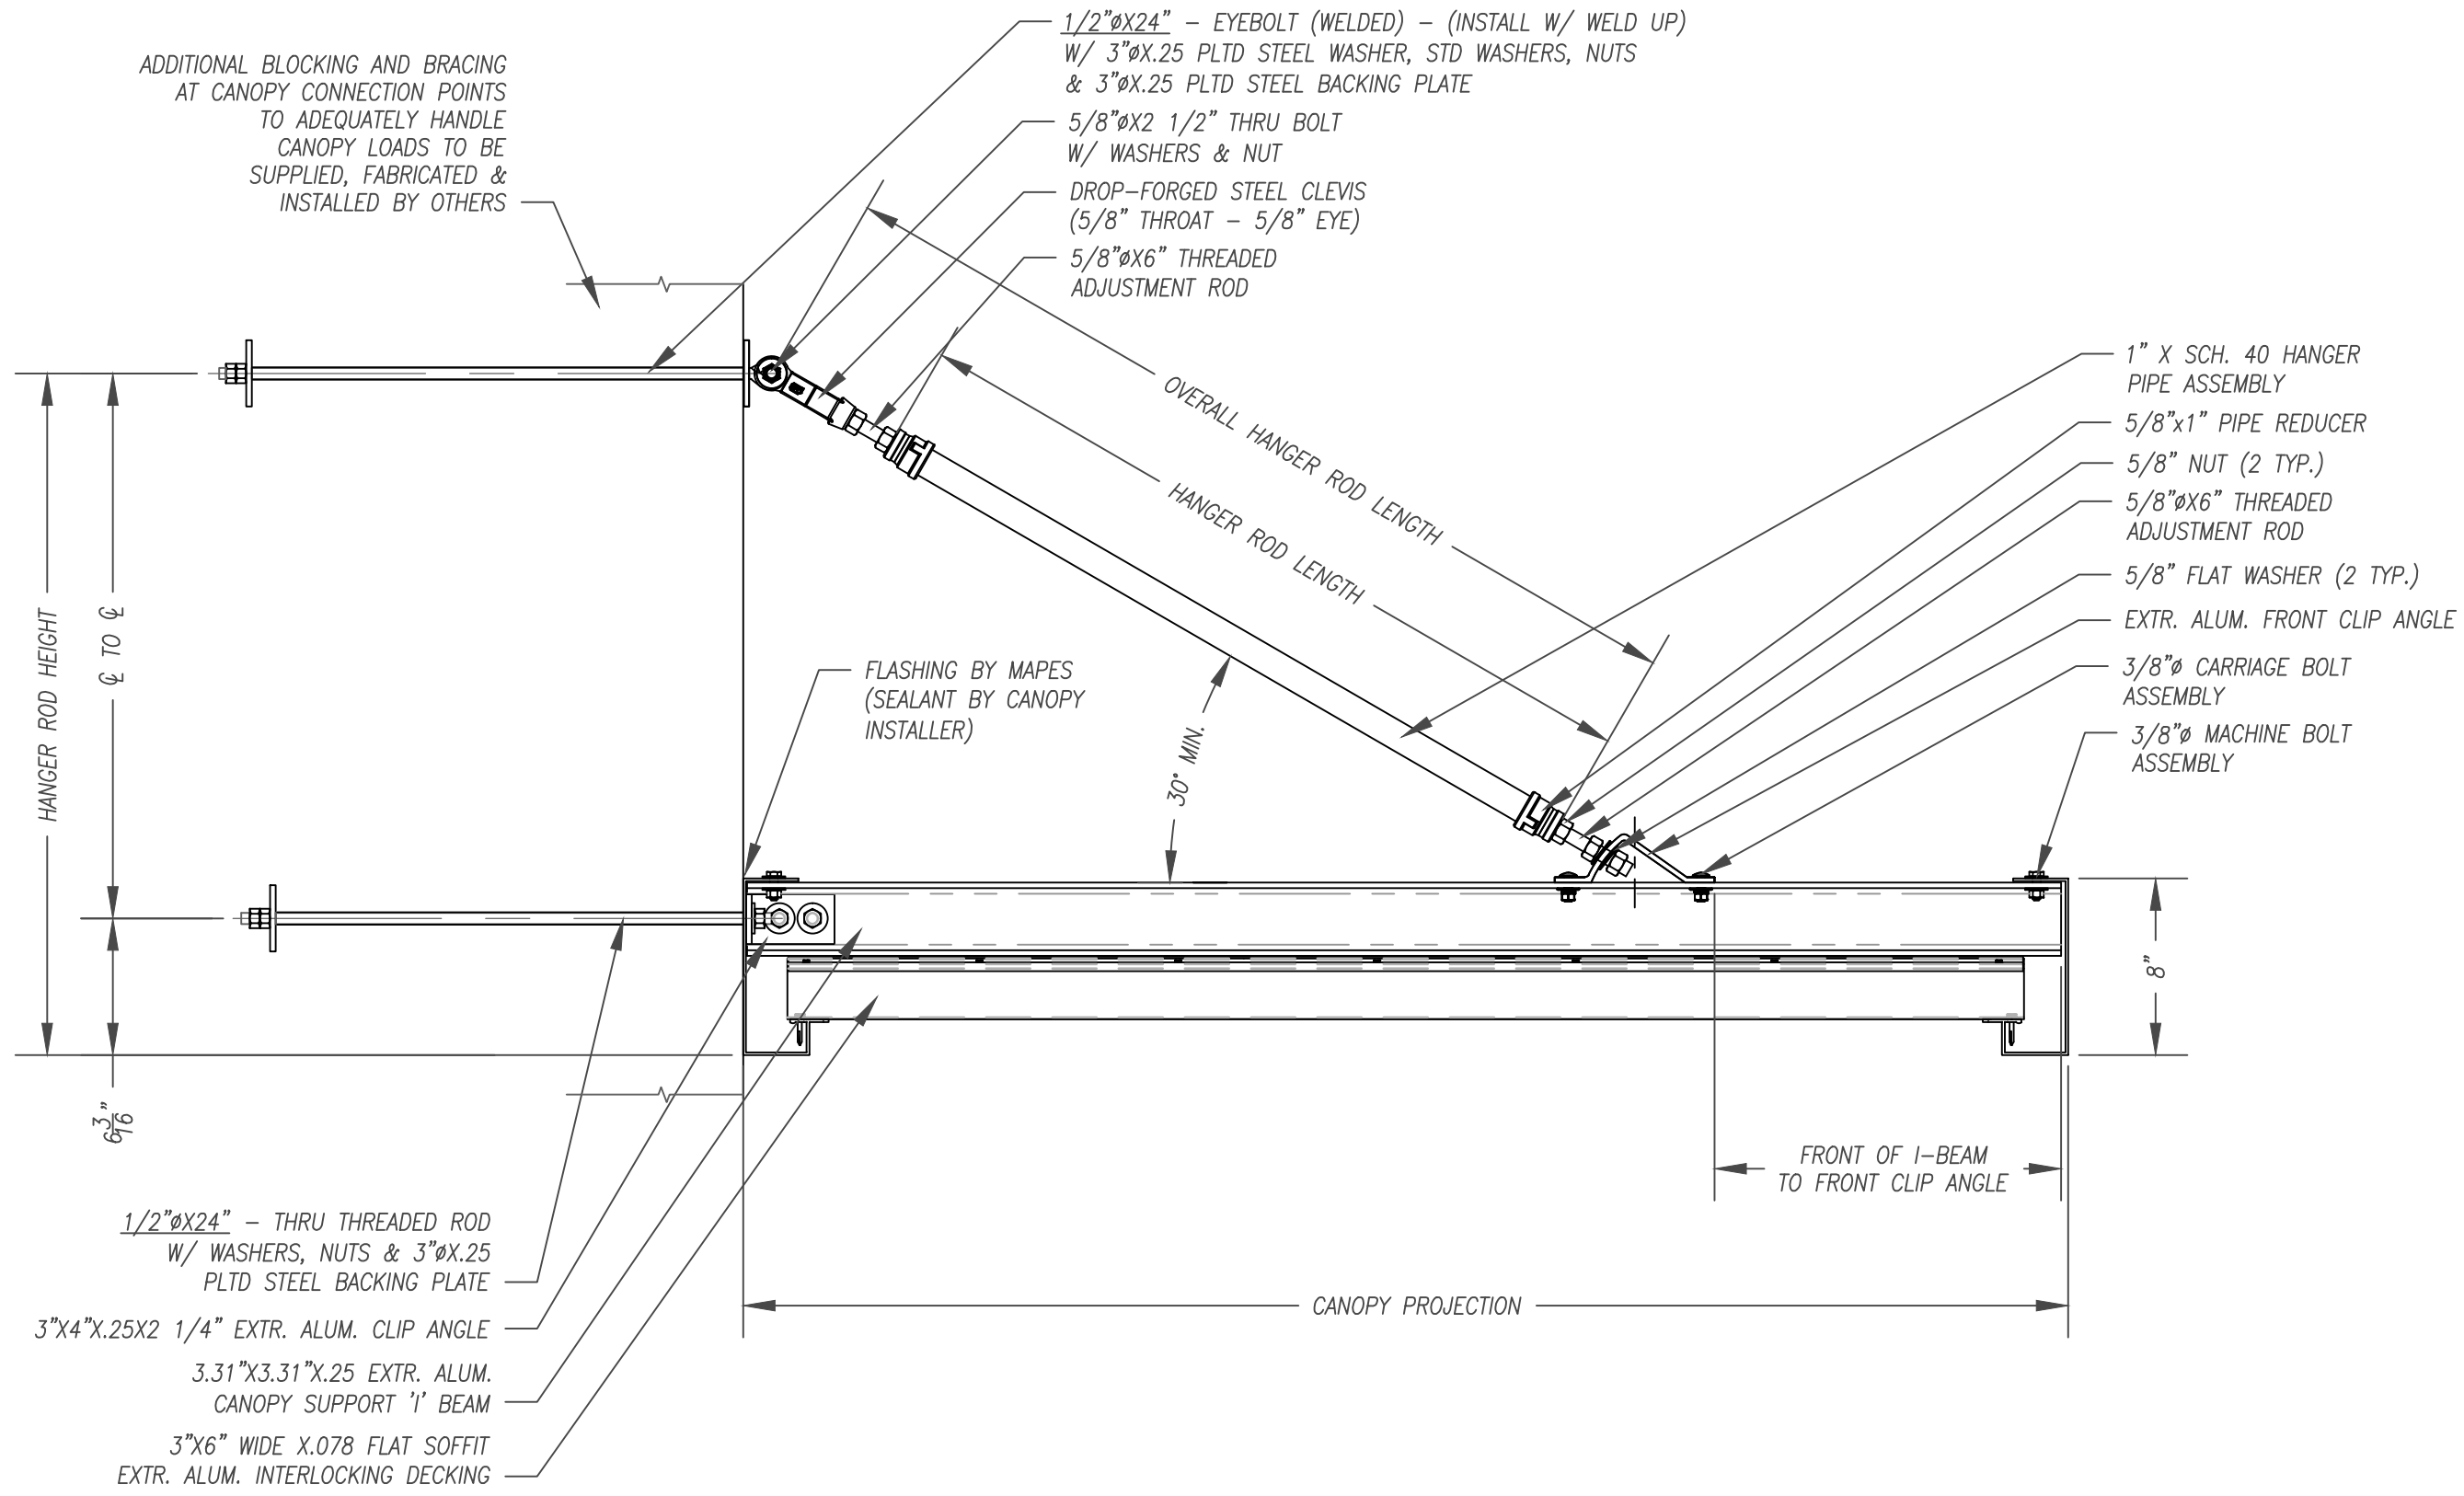 1/2"øX24" – EYEBOLT (WELDED) – (INSTALL W/ WELD UP)
W/ 3"øX.25 PLTD STEEL WASHER, STD WASHERS, NUTS
& 3"øX.25 PLTD STEEL BACKING PLATE
5/8"øX2 1/2" THRU BOLT
W/ WASHERS & NUT
DROP–FORGED STEEL CLEVIS
(5/8" THROAT – 5/8" EYE)
5/8"øX6" THREADED
ADJUSTMENT ROD
ADDITIONAL BLOCKING AND BRACING
AT CANOPY CONNECTION POINTS
TO ADEQUATELY HANDLE
CANOPY LOADS TO BE
SUPPLIED, FABRICATED &
INSTALLED BY OTHERS
OVERALL HANGER ROD LENGTH
HANGER ROD LENGTH
1" X SCH. 40 HANGER
PIPE ASSEMBLY
5/8"x1" PIPE REDUCER
5/8" NUT (2 TYP.)
5/8"øX6" THREADED
ADJUSTMENT ROD
5/8" FLAT WASHER (2 TYP.)
EXTR. ALUM. FRONT CLIP ANGLE
3/8"ø CARRIAGE BOLT
ASSEMBLY
3/8"ø MACHINE BOLT
ASSEMBLY
HANGER ROD HEIGHT
℄ TO ℄
FLASHING BY MAPES
(SEALANT BY CANOPY
INSTALLER)
30° MIN.
8"
6 3/16"
FRONT OF I–BEAM
TO FRONT CLIP ANGLE
CANOPY PROJECTION
1/2"øX24" – THRU THREADED ROD
W/ WASHERS, NUTS & 3"øX.25
PLTD STEEL BACKING PLATE
3"X4"X.25X2 1/4" EXTR. ALUM. CLIP ANGLE
3.31"X3.31"X.25 EXTR. ALUM.
CANOPY SUPPORT 'I' BEAM
3"X6" WIDE X.078 FLAT SOFFIT
EXTR. ALUM. INTERLOCKING DECKING